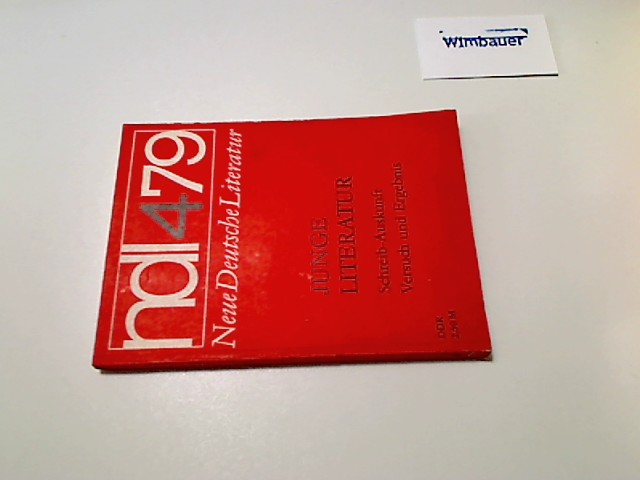 ndl 4 79
Neue Deutsche Literatur
JUNGE
LITERATUR
Schreib-Auskunft
Versuch und Ergebnis
DDR
2,50 M
Wimbauer